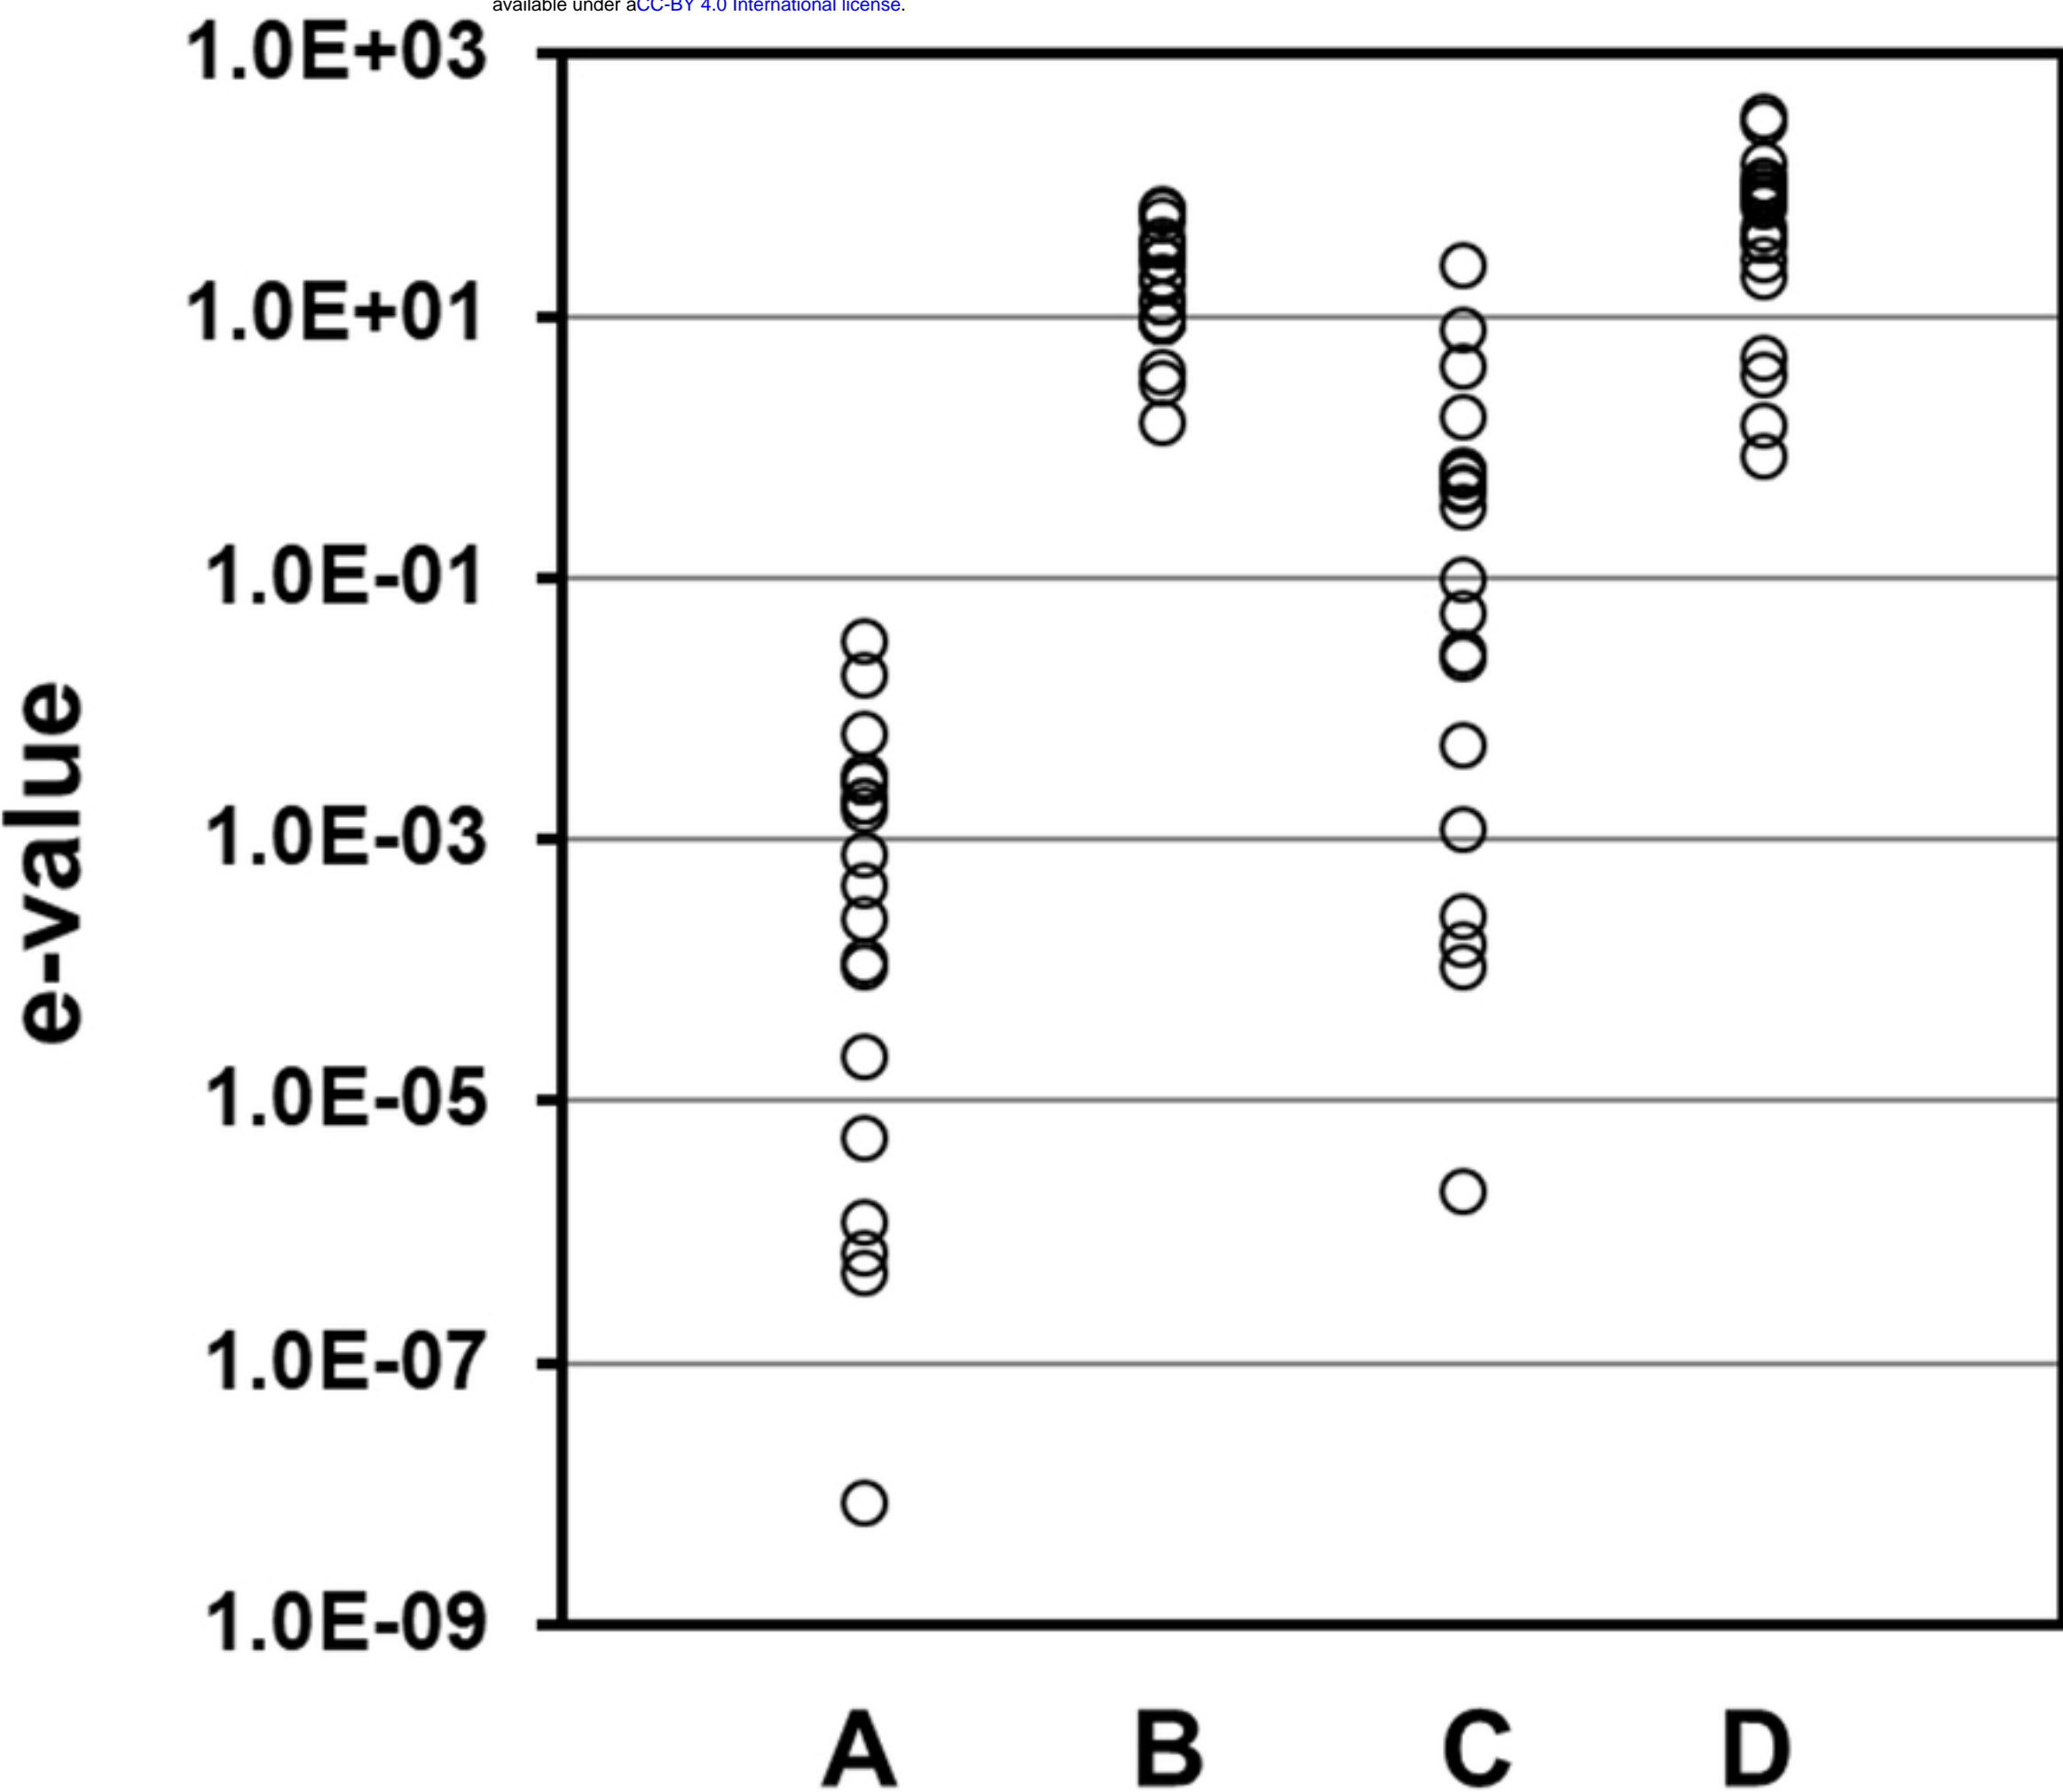 available under aCC-BY 4.0 International license.
1.0E+03
1.0E+01
1.0E-01
1.0E-03
1.0E-05
1.0E-07
1.0E-09
e-value
A B C D